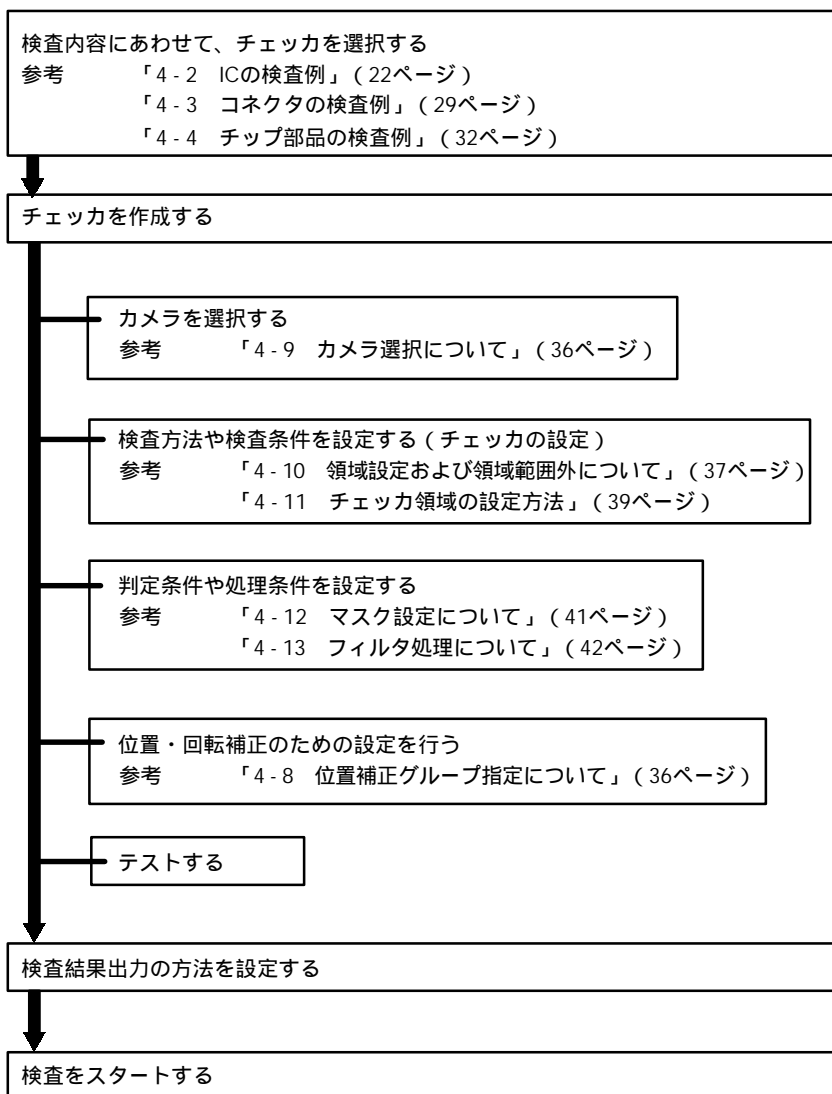 検査内容にあわせて、チェッカを選択する
参考 「4-2 ICの検査例」(22ページ)
「4-3 コネクタの検査例」(29ページ)
「4-4 チップ部品の検査例」(32ページ)
チェッカを作成する
カメラを選択する
参考 「4-9 カメラ選択について」(36ページ)
検査方法や検査条件を設定する(チェッカの設定)
参考 「4-10 領域設定および領域範囲外について」(37ページ)
「4-11 チェッカ領域の設定方法」(39ページ)
判定条件や処理条件を設定する
参考 「4-12 マスク設定について」(41ページ)
「4-13 フィルタ処理について」(42ページ)
位置・回転補正のための設定を行う
参考 「4-8 位置補正グループ指定について」(36ページ)
テストする
検査結果出力の方法を設定する
検査をスタートする